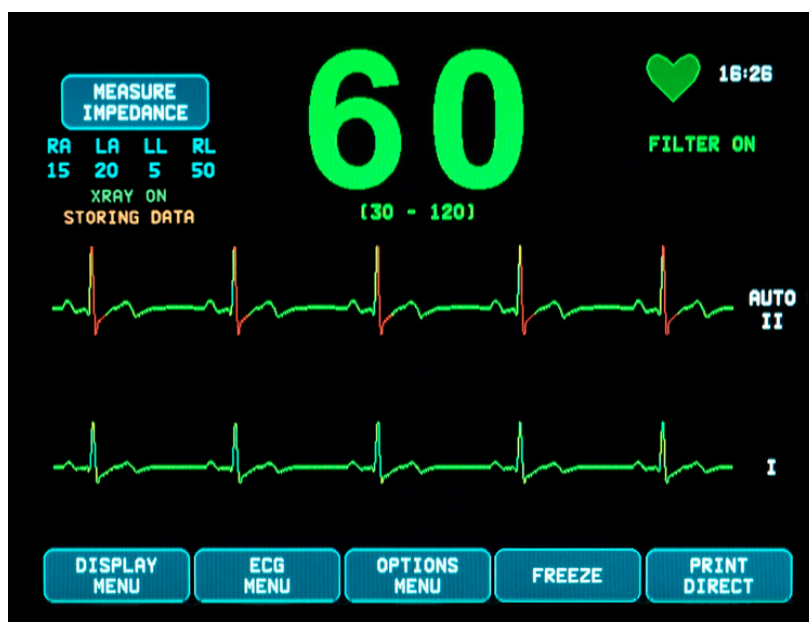 MEASURE
IMPEDANCE
RA LA LL RL
15 20 5 50
XRAY ON
STORING DATA
60
(30 - 120)
16:26
FILTER ON
AUTO
II
I
DISPLAY
MENU
ECG
MENU
OPTIONS
MENU
FREEZE
PRINT
DIRECT